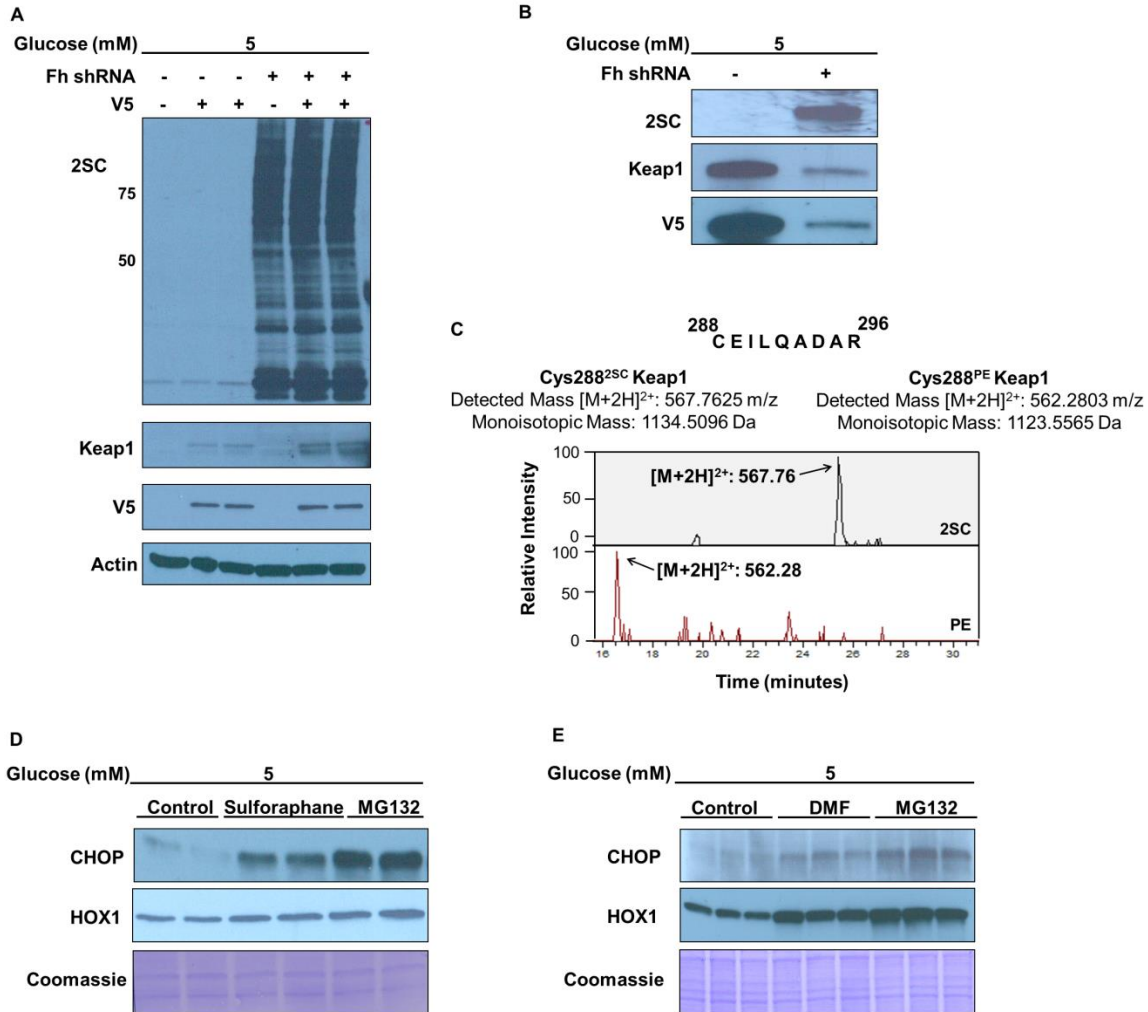 A
Glucose (mM)
5
Fh shRNA - - - + + +
V5 - + + - + +
2SC
75
50
Keap1
V5
Actin
B
Glucose (mM)
5
Fh shRNA - +
2SC
Keap1
V5
C
288 CEILQADAR 296
Cys288²ˢᶜ Keap1
Detected Mass [M+2H]²⁺: 567.7625 m/z
Monoisotopic Mass: 1134.5096 Da
Cys288ᴾᴱ Keap1
Detected Mass [M+2H]²⁺: 562.2803 m/z
Monoisotopic Mass: 1123.5565 Da
Relative Intensity
100
50
0
[M+2H]²⁺: 567.76
2SC
100
50
0
[M+2H]²⁺: 562.28
PE
16 18 20 22 24 26 28 30
Time (minutes)
D
Glucose (mM)
5
Control Sulforaphane MG132
CHOP
HOX1
Coomassie
E
Glucose (mM)
5
Control DMF MG132
CHOP
HOX1
Coomassie